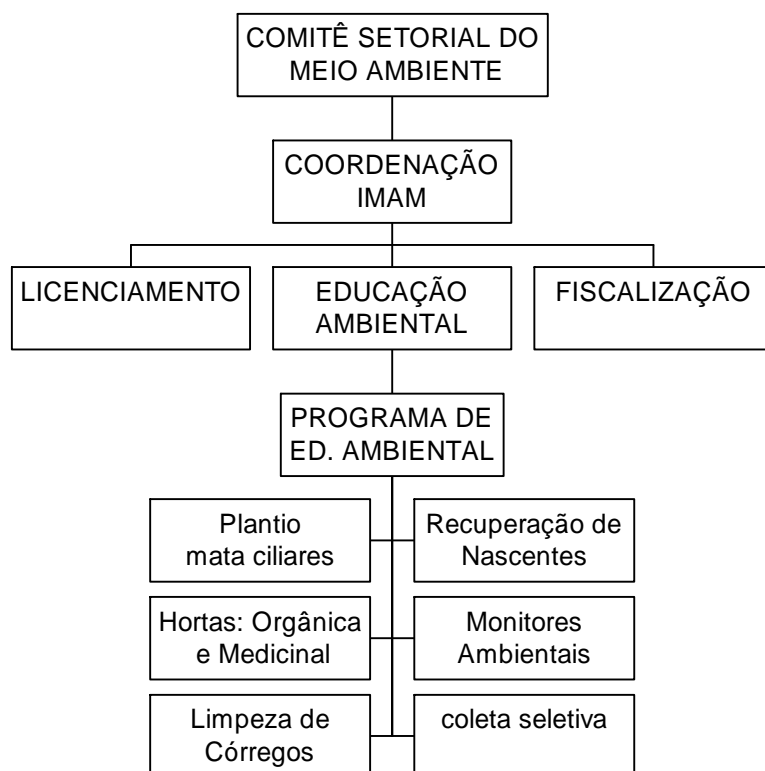 COMITÊ SETORIAL DO
MEIO AMBIENTE
COORDENAÇÃO
IMAM
LICENCIAMENTO
EDUCAÇÃO
AMBIENTAL
FISCALIZAÇÃO
PROGRAMA DE
ED. AMBIENTAL
Plantio
mata ciliares
Recuperação de
Nascentes
Hortas: Orgânica
e Medicinal
Monitores
Ambientais
Limpeza de
Córregos
coleta seletiva